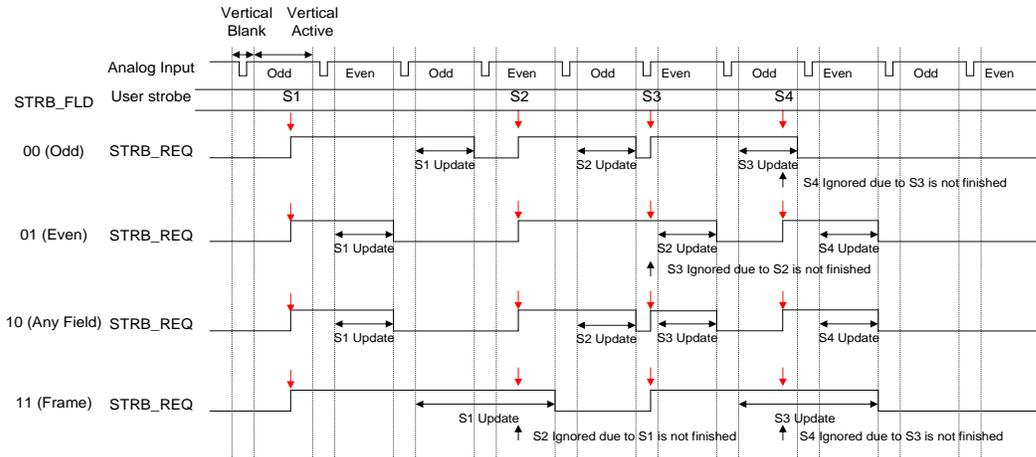 Vertical Blank
Vertical Active
Analog Input
Odd Even Odd Even Odd Even Odd Even Odd Even
STRB_FLD
User strobe S1 S2 S3 S4
00 (Odd) STRB_REQ
S1 Update S2 Update S3 Update
S4 Ignored due to S3 is not finished
01 (Even) STRB_REQ
S1 Update S2 Update S4 Update
S3 Ignored due to S2 is not finished
10 (Any Field) STRB_REQ
S1 Update S2 Update S3 Update S4 Update
11 (Frame) STRB_REQ
S1 Update S3 Update
S2 Ignored due to S1 is not finished S4 Ignored due to S3 is not finished